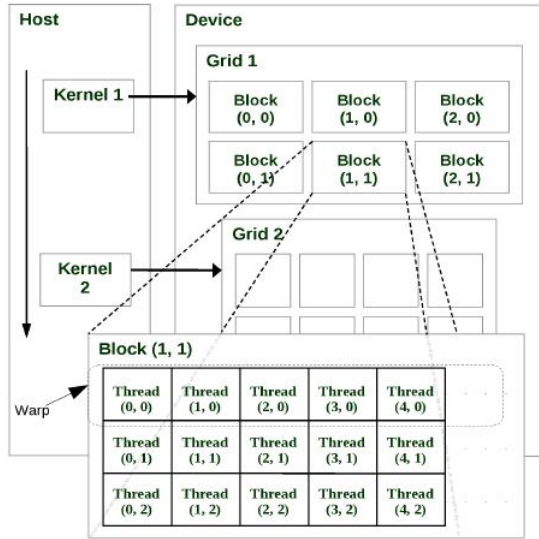 Host
Device
Grid 1
Kernel 1
Block
(0, 0)
Block
(1, 0)
Block
(2, 0)
Block
(0, 1)
Block
(1, 1)
Block
(2, 1)
Grid 2
Kernel
2
Block (1, 1)
Warp
Thread
(0, 0)
Thread
(1, 0)
Thread
(2, 0)
Thread
(3, 0)
Thread
(4, 0)
Thread
(0, 1)
Thread
(1, 1)
Thread
(2, 1)
Thread
(3, 1)
Thread
(4, 1)
Thread
(0, 2)
Thread
(1, 2)
Thread
(2, 2)
Thread
(3, 2)
Thread
(4, 2)